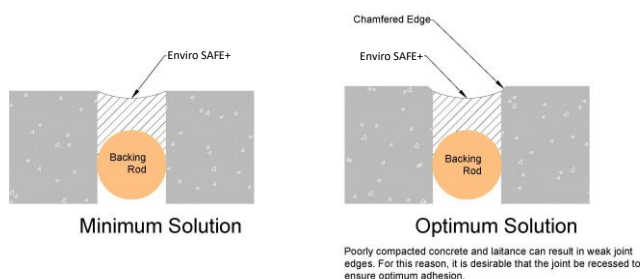 Chamfered Edge
Enviro SAFE+
Enviro SAFE+
Backing
Rod
Backing
Rod
Minimum Solution
Optimum Solution
Poorly compacted concrete and laitance can result in weak joint
edges. For this reason, it is desirable that the joint be recessed to
ensure optimum adhesion.